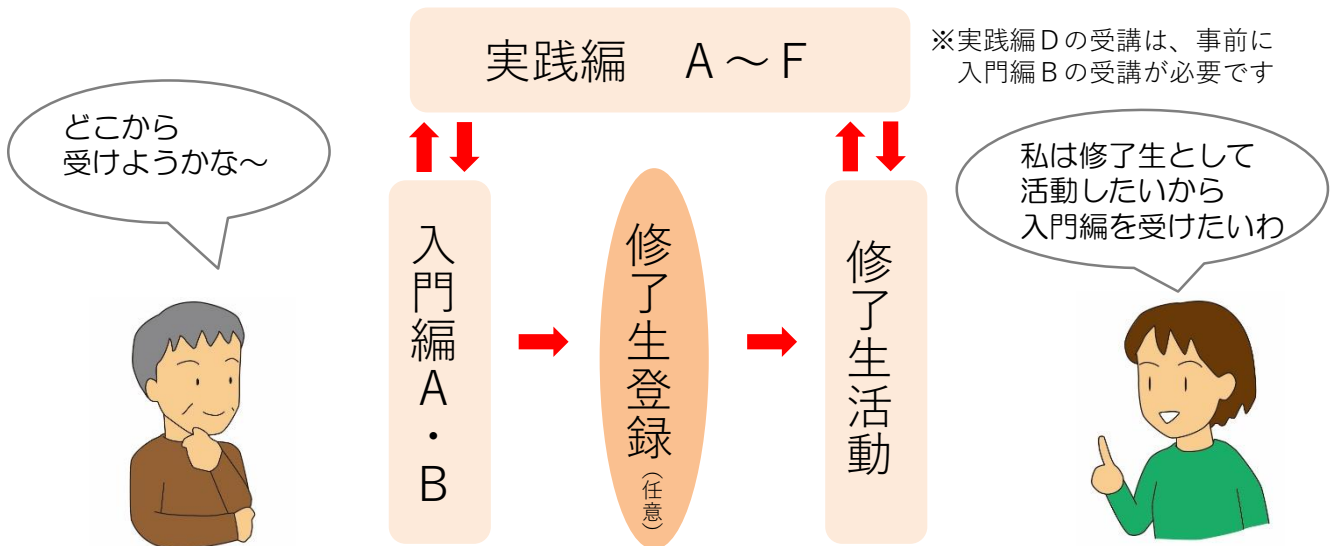 実践編 A～F
※実践編Dの受講は、事前に
入門編Bの受講が必要です
どこから
受けようかな～
私は修了生として
活動したいから
入門編を受けたいわ
入門編A・B
修了生登録（任意）
修了生活動